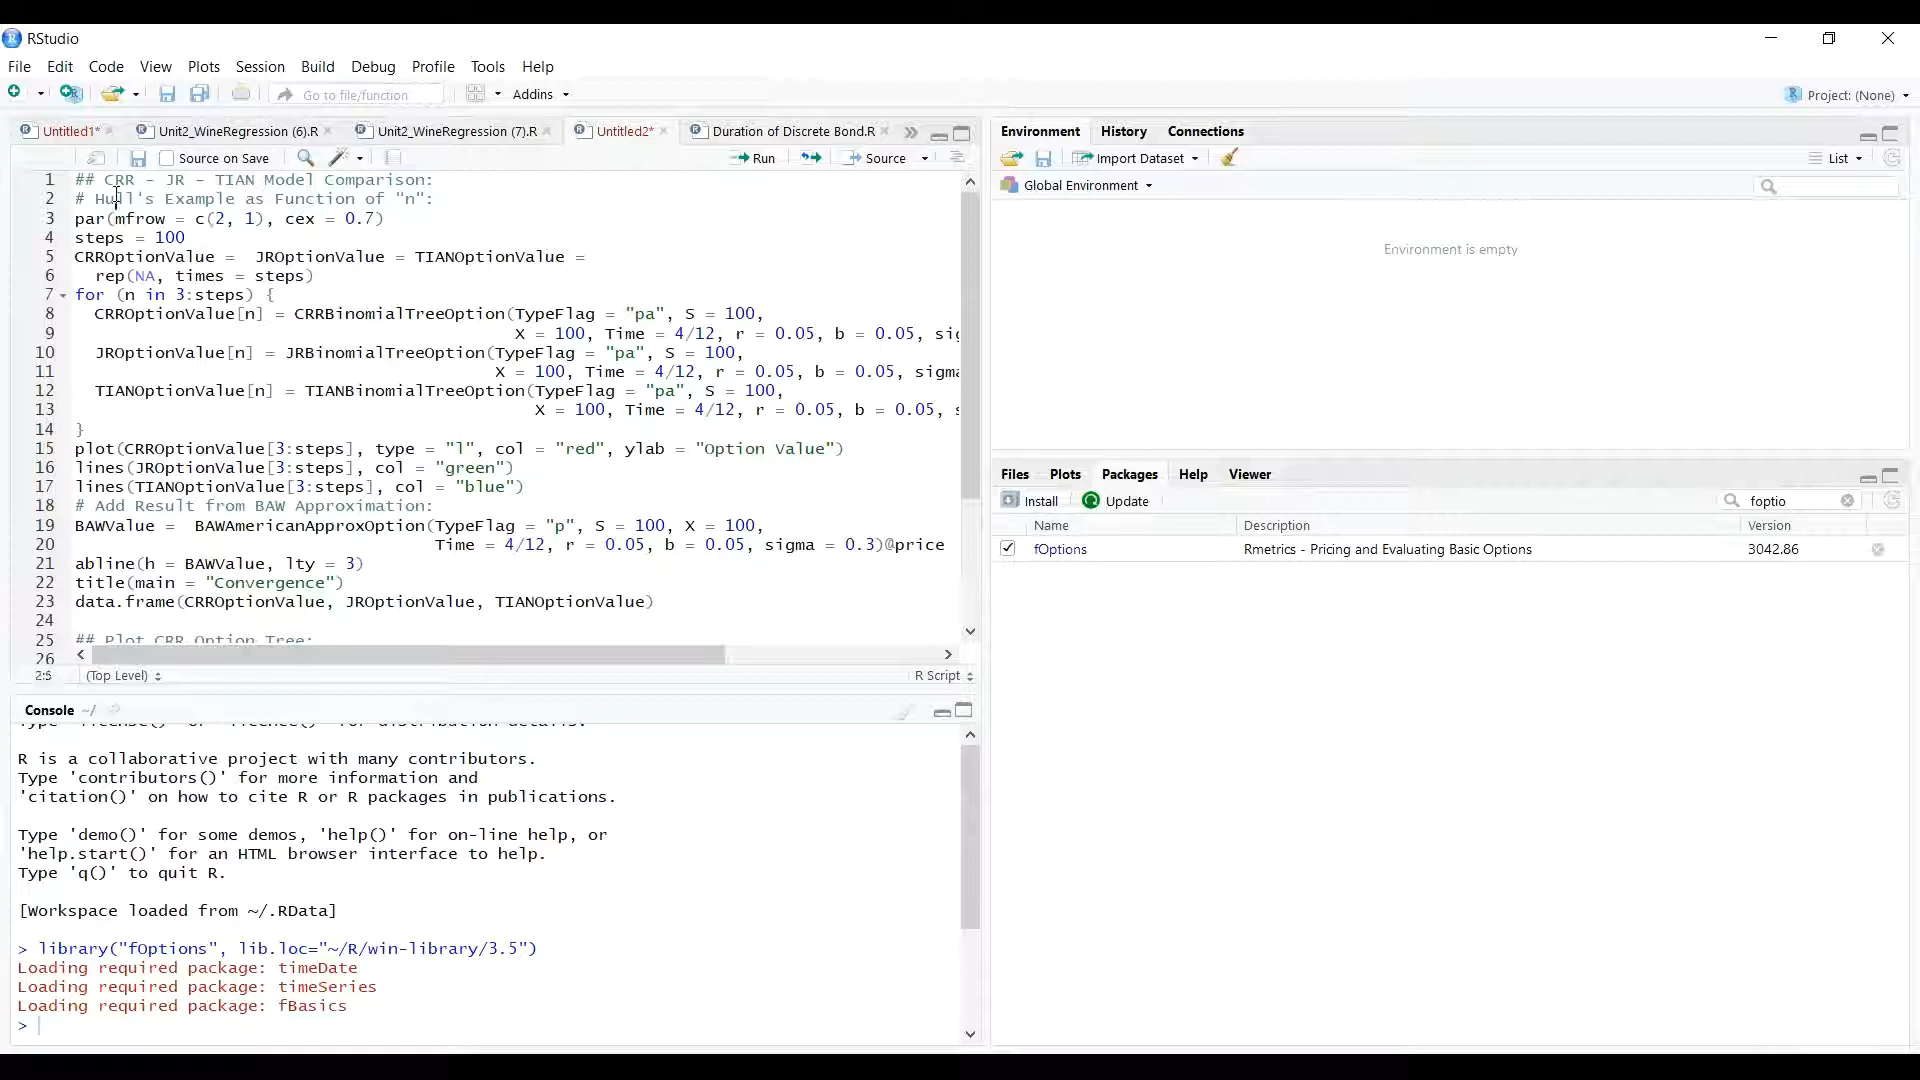 RStudio
File Edit Code View Plots Session Build Debug Profile Tools Help
Go to file/function Addins Project: (None)
Untitled1* Unit2_WineRegression (6).R Unit2_WineRegression (7).R Untitled2* Duration of Discrete Bond.R
Source on Save Run Source
1 ## CRR - JR - TIAN Model Comparison:
2 # Hull's Example as Function of "n":
3 par(mfrow = c(2, 1), cex = 0.7)
4 steps = 100
5 CRROptionValue =  JROptionValue = TIANOptionValue =
6 rep(NA, times = steps)
7 for (n in 3:steps) {
8 CRROptionValue[n] = CRRBinomialTreeOption(TypeFlag = "pa", S = 100,
9 X = 100, Time = 4/12, r = 0.05, b = 0.05, sig
10 JROptionValue[n] = JRBinomialTreeOption(TypeFlag = "pa", S = 100,
11 X = 100, Time = 4/12, r = 0.05, b = 0.05, sigma
12 TIANOptionValue[n] = TIANBinomialTreeOption(TypeFlag = "pa", S = 100,
13 X = 100, Time = 4/12, r = 0.05, b = 0.05, s
14 }
15 plot(CRROptionValue[3:steps], type = "l", col = "red", ylab = "Option Value")
16 lines(JROptionValue[3:steps], col = "green")
17 lines(TIANOptionValue[3:steps], col = "blue")
18 # Add Result from BAW Approximation:
19 BAWValue =  BAWAmericanApproxOption(TypeFlag = "p", S = 100, X = 100,
20 Time = 4/12, r = 0.05, b = 0.05, sigma = 0.3)@price
21 abline(h = BAWValue, lty = 3)
22 title(main = "Convergence")
23 data.frame(CRROptionValue, JROptionValue, TIANOptionValue)
24
25 ## Plot CRR Option Tree:
26
2:5 (Top Level) R Script
Console ~/
Type 'license()' or 'licence()' for distribution details.
R is a collaborative project with many contributors.
Type 'contributors()' for more information and
'citation()' on how to cite R or R packages in publications.
Type 'demo()' for some demos, 'help()' for on-line help, or
'help.start()' for an HTML browser interface to help.
Type 'q()' to quit R.
[Workspace loaded from ~/.RData]
> library("fOptions", lib.loc="~/R/win-library/3.5")
Loading required package: timeDate
Loading required package: timeSeries
Loading required package: fBasics
>
Environment History Connections
Import Dataset List
Global Environment
Environment is empty
Files Plots Packages Help Viewer
Install Update foptio
Name Description Version
fOptions Rmetrics - Pricing and Evaluating Basic Options 3042.86